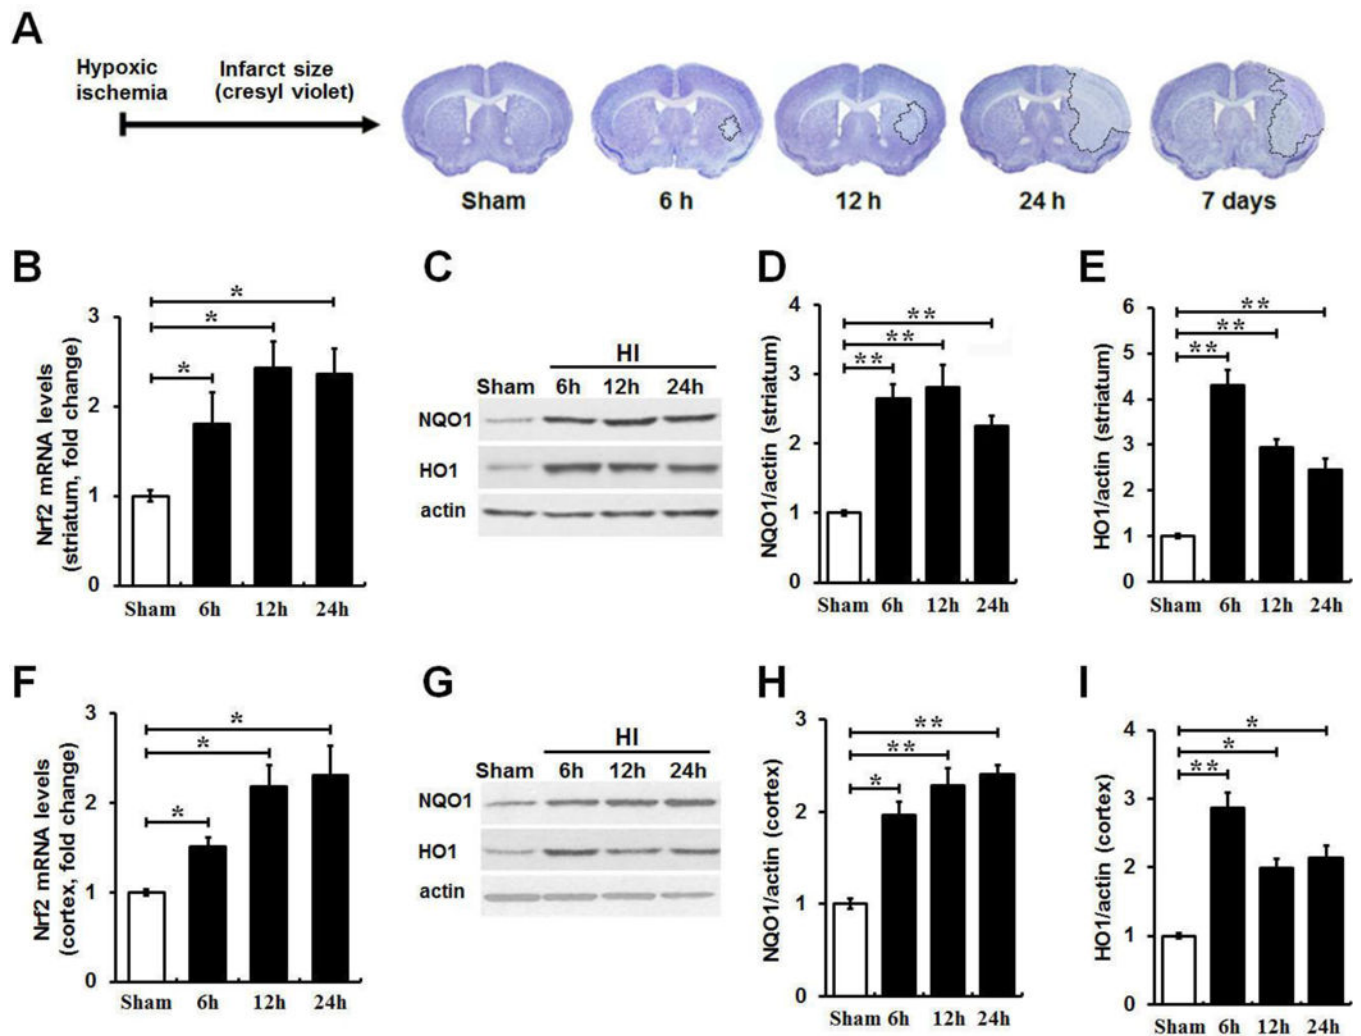 A
Hypoxic
ischemia
Infarct size
(cresyl violet)
Sham
6 h
12 h
24 h
7 days
B
Nrf2 mRNA levels
(striatum, fold change)
3
2
1
0
*
*
*
Sham 6h 12h 24h
C
HI
Sham 6h 12h 24h
NQO1
HO1
actin
D
NQO1/actin (striatum)
4
3
2
1
0
**
**
**
Sham 6h 12h 24h
E
HO1/actin (striatum)
6
5
4
3
2
1
0
**
**
**
Sham 6h 12h 24h
F
Nrf2 mRNA levels
(cortex, fold change)
3
2
1
0
*
*
*
Sham 6h 12h 24h
G
HI
Sham 6h 12h 24h
NQO1
HO1
actin
H
NQO1/actin (cortex)
3
2
1
0
**
**
*
Sham 6h 12h 24h
I
HO1/actin (cortex)
4
3
2
1
0
*
*
**
Sham 6h 12h 24h